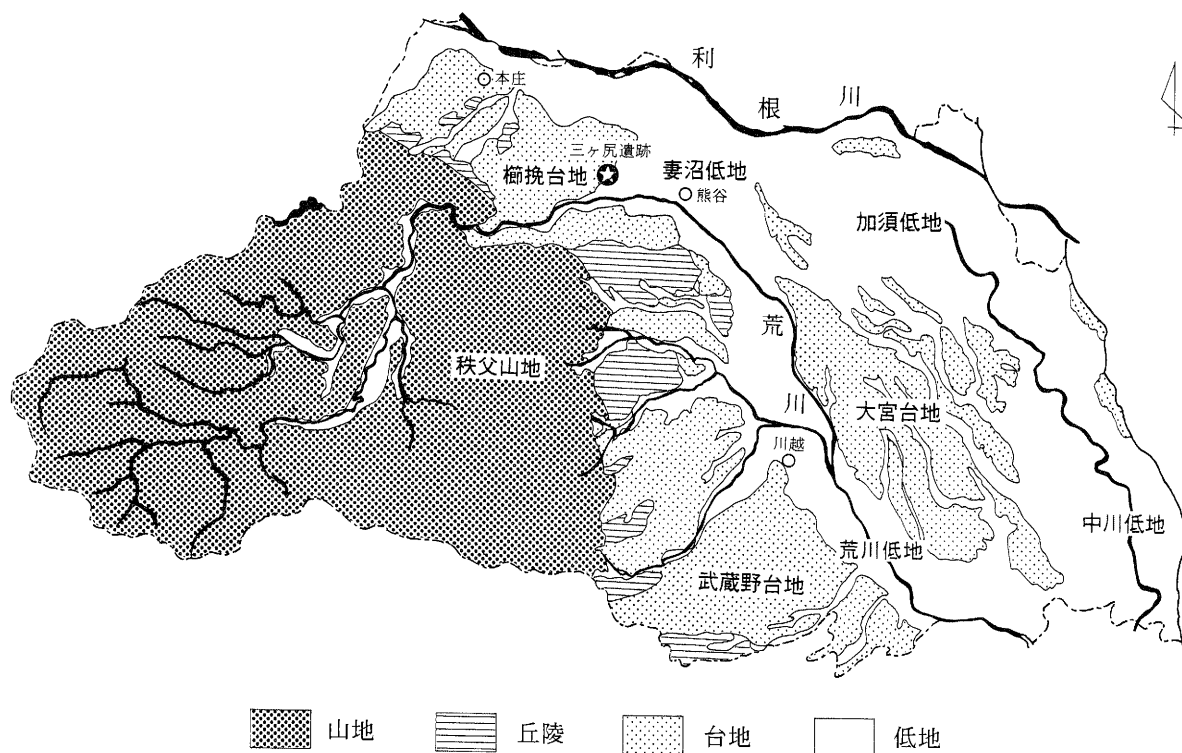 利根川
本庄
三ヶ尻遺跡
櫛挽台地
妻沼低地
熊谷
加須低地
荒川
秩父山地
大宮台地
川越
中川低地
荒川低地
武蔵野台地
山地
丘陵
台地
低地